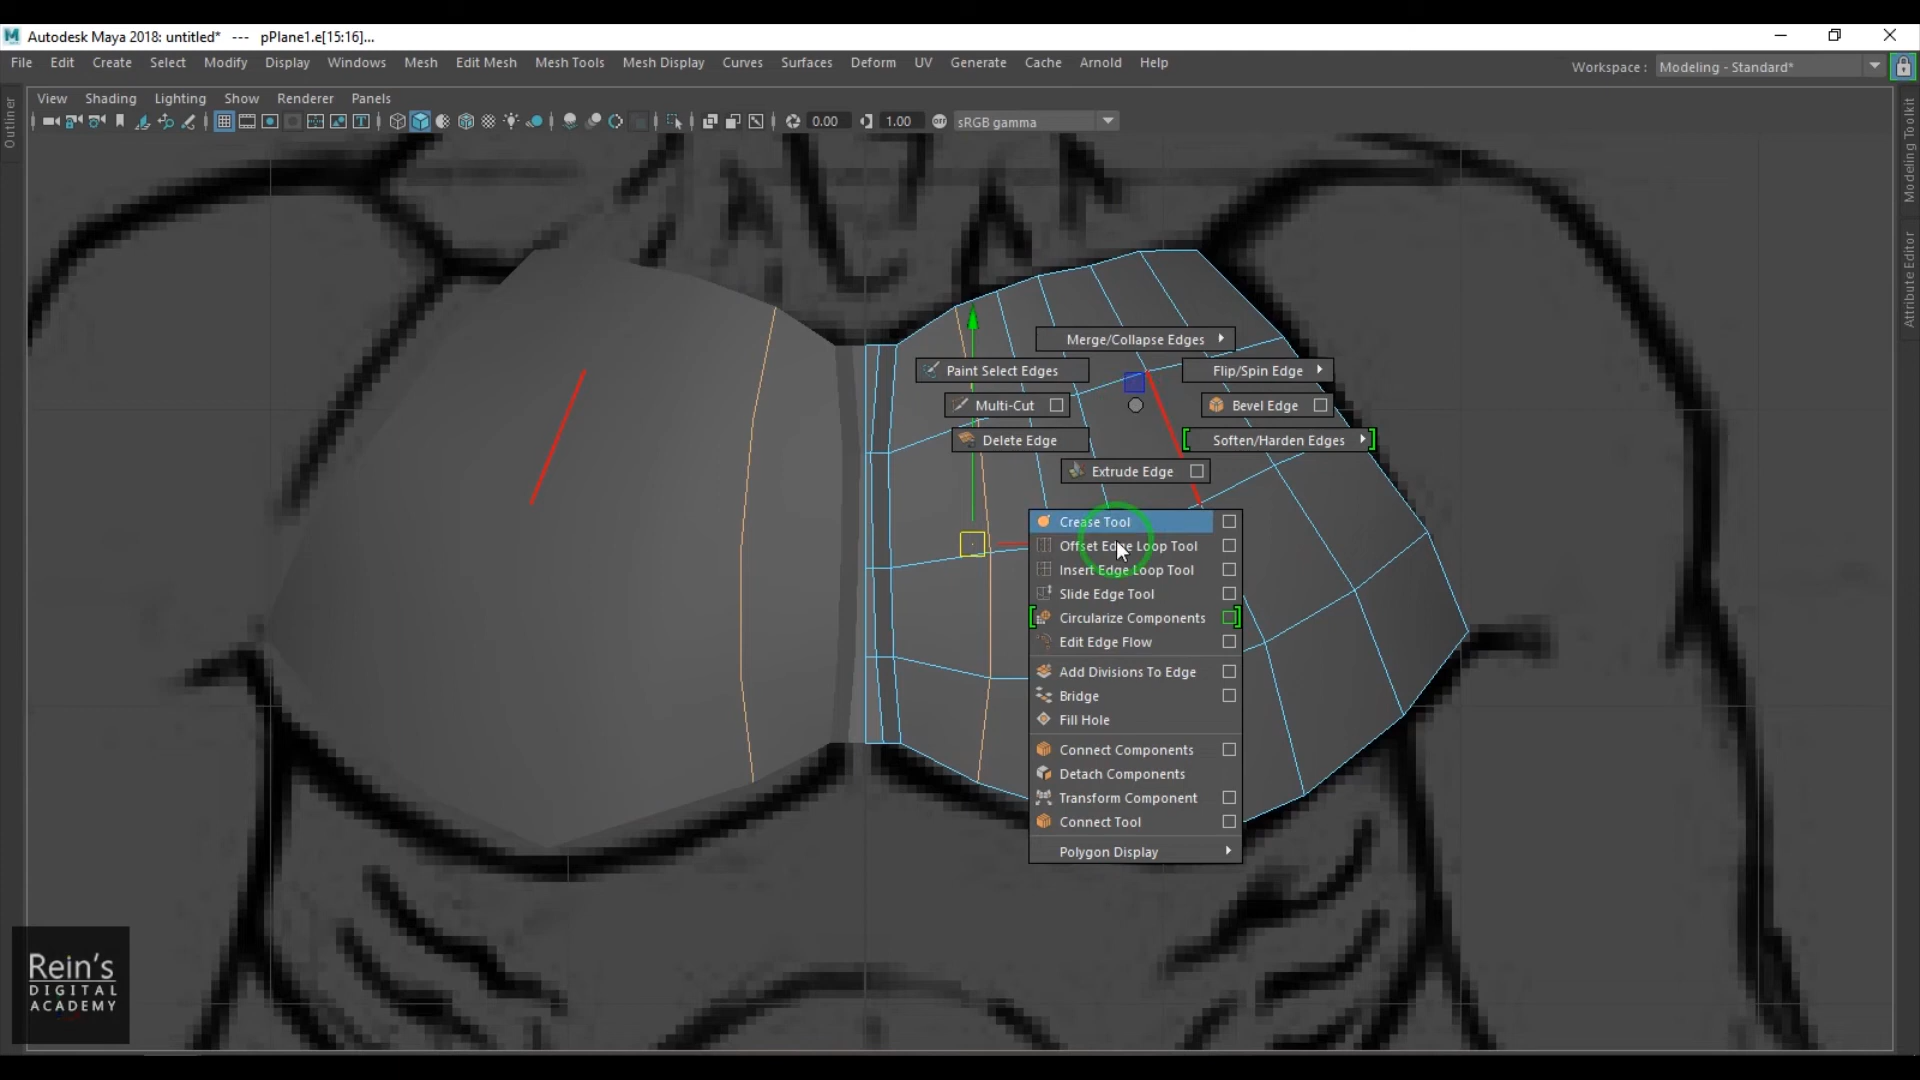 Autodesk Maya 2018: untitled*   ---   pPlane1.e[15:16]...
File Edit Create Select Modify Display Windows Mesh Edit Mesh Mesh Tools Mesh Display Curves Surfaces Deform UV Generate Cache Arnold Help
Workspace : Modeling - Standard*
View Shading Lighting Show Renderer Panels
0.00 1.00 sRGB gamma
Outliner
Modeling Toolkit
Attribute Editor
Merge/Collapse Edges
Paint Select Edges
Flip/Spin Edge
Multi-Cut
Bevel Edge
Delete Edge
Soften/Harden Edges
Extrude Edge
Crease Tool
Offset Edge Loop Tool
Insert Edge Loop Tool
Slide Edge Tool
Circularize Components
Edit Edge Flow
Add Divisions To Edge
Bridge
Fill Hole
Connect Components
Detach Components
Transform Component
Connect Tool
Polygon Display
Rein's
DIGITAL
ACADEMY